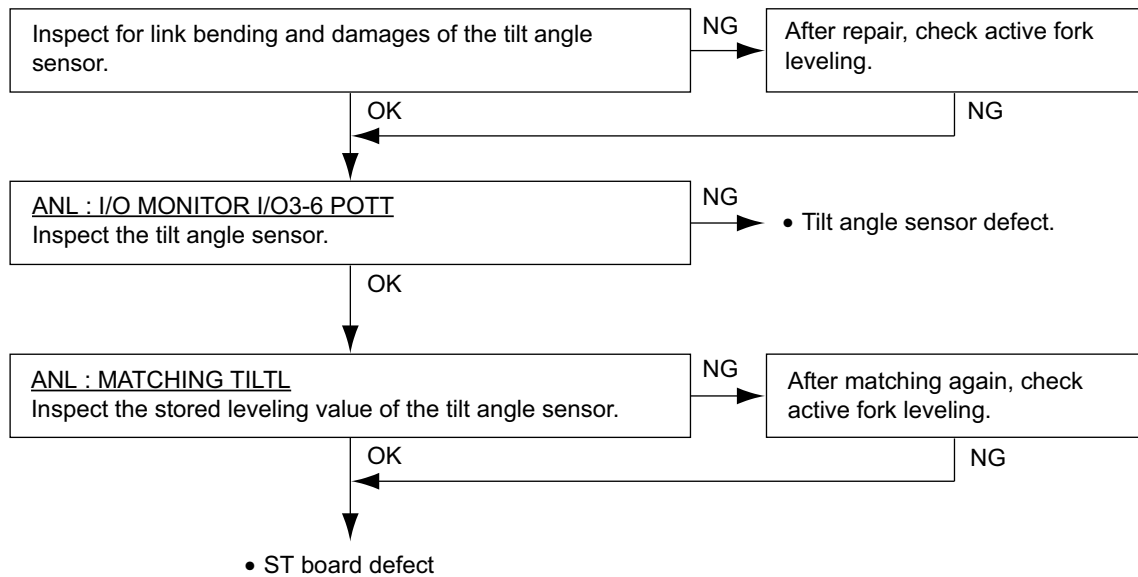 Inspect for link bending and damages of the tilt angle
sensor.
NG
After repair, check active fork
leveling.
OK
NG
ANL : I/O MONITOR I/O3-6 POTT
Inspect the tilt angle sensor.
NG
• Tilt angle sensor defect.
OK
ANL : MATCHING TILTL
Inspect the stored leveling value of the tilt angle sensor.
NG
After matching again, check
active fork leveling.
OK
NG
• ST board defect